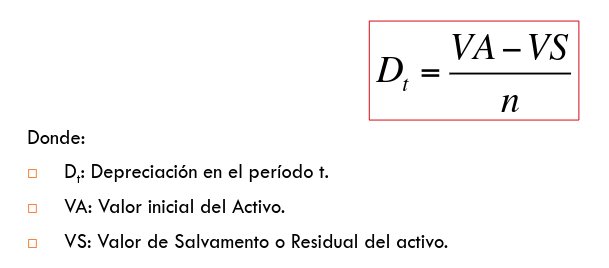 D_t = (VA – VS) / n
Donde:
D_t: Depreciación en el período t.
VA: Valor inicial del Activo.
VS: Valor de Salvamento o Residual del activo.